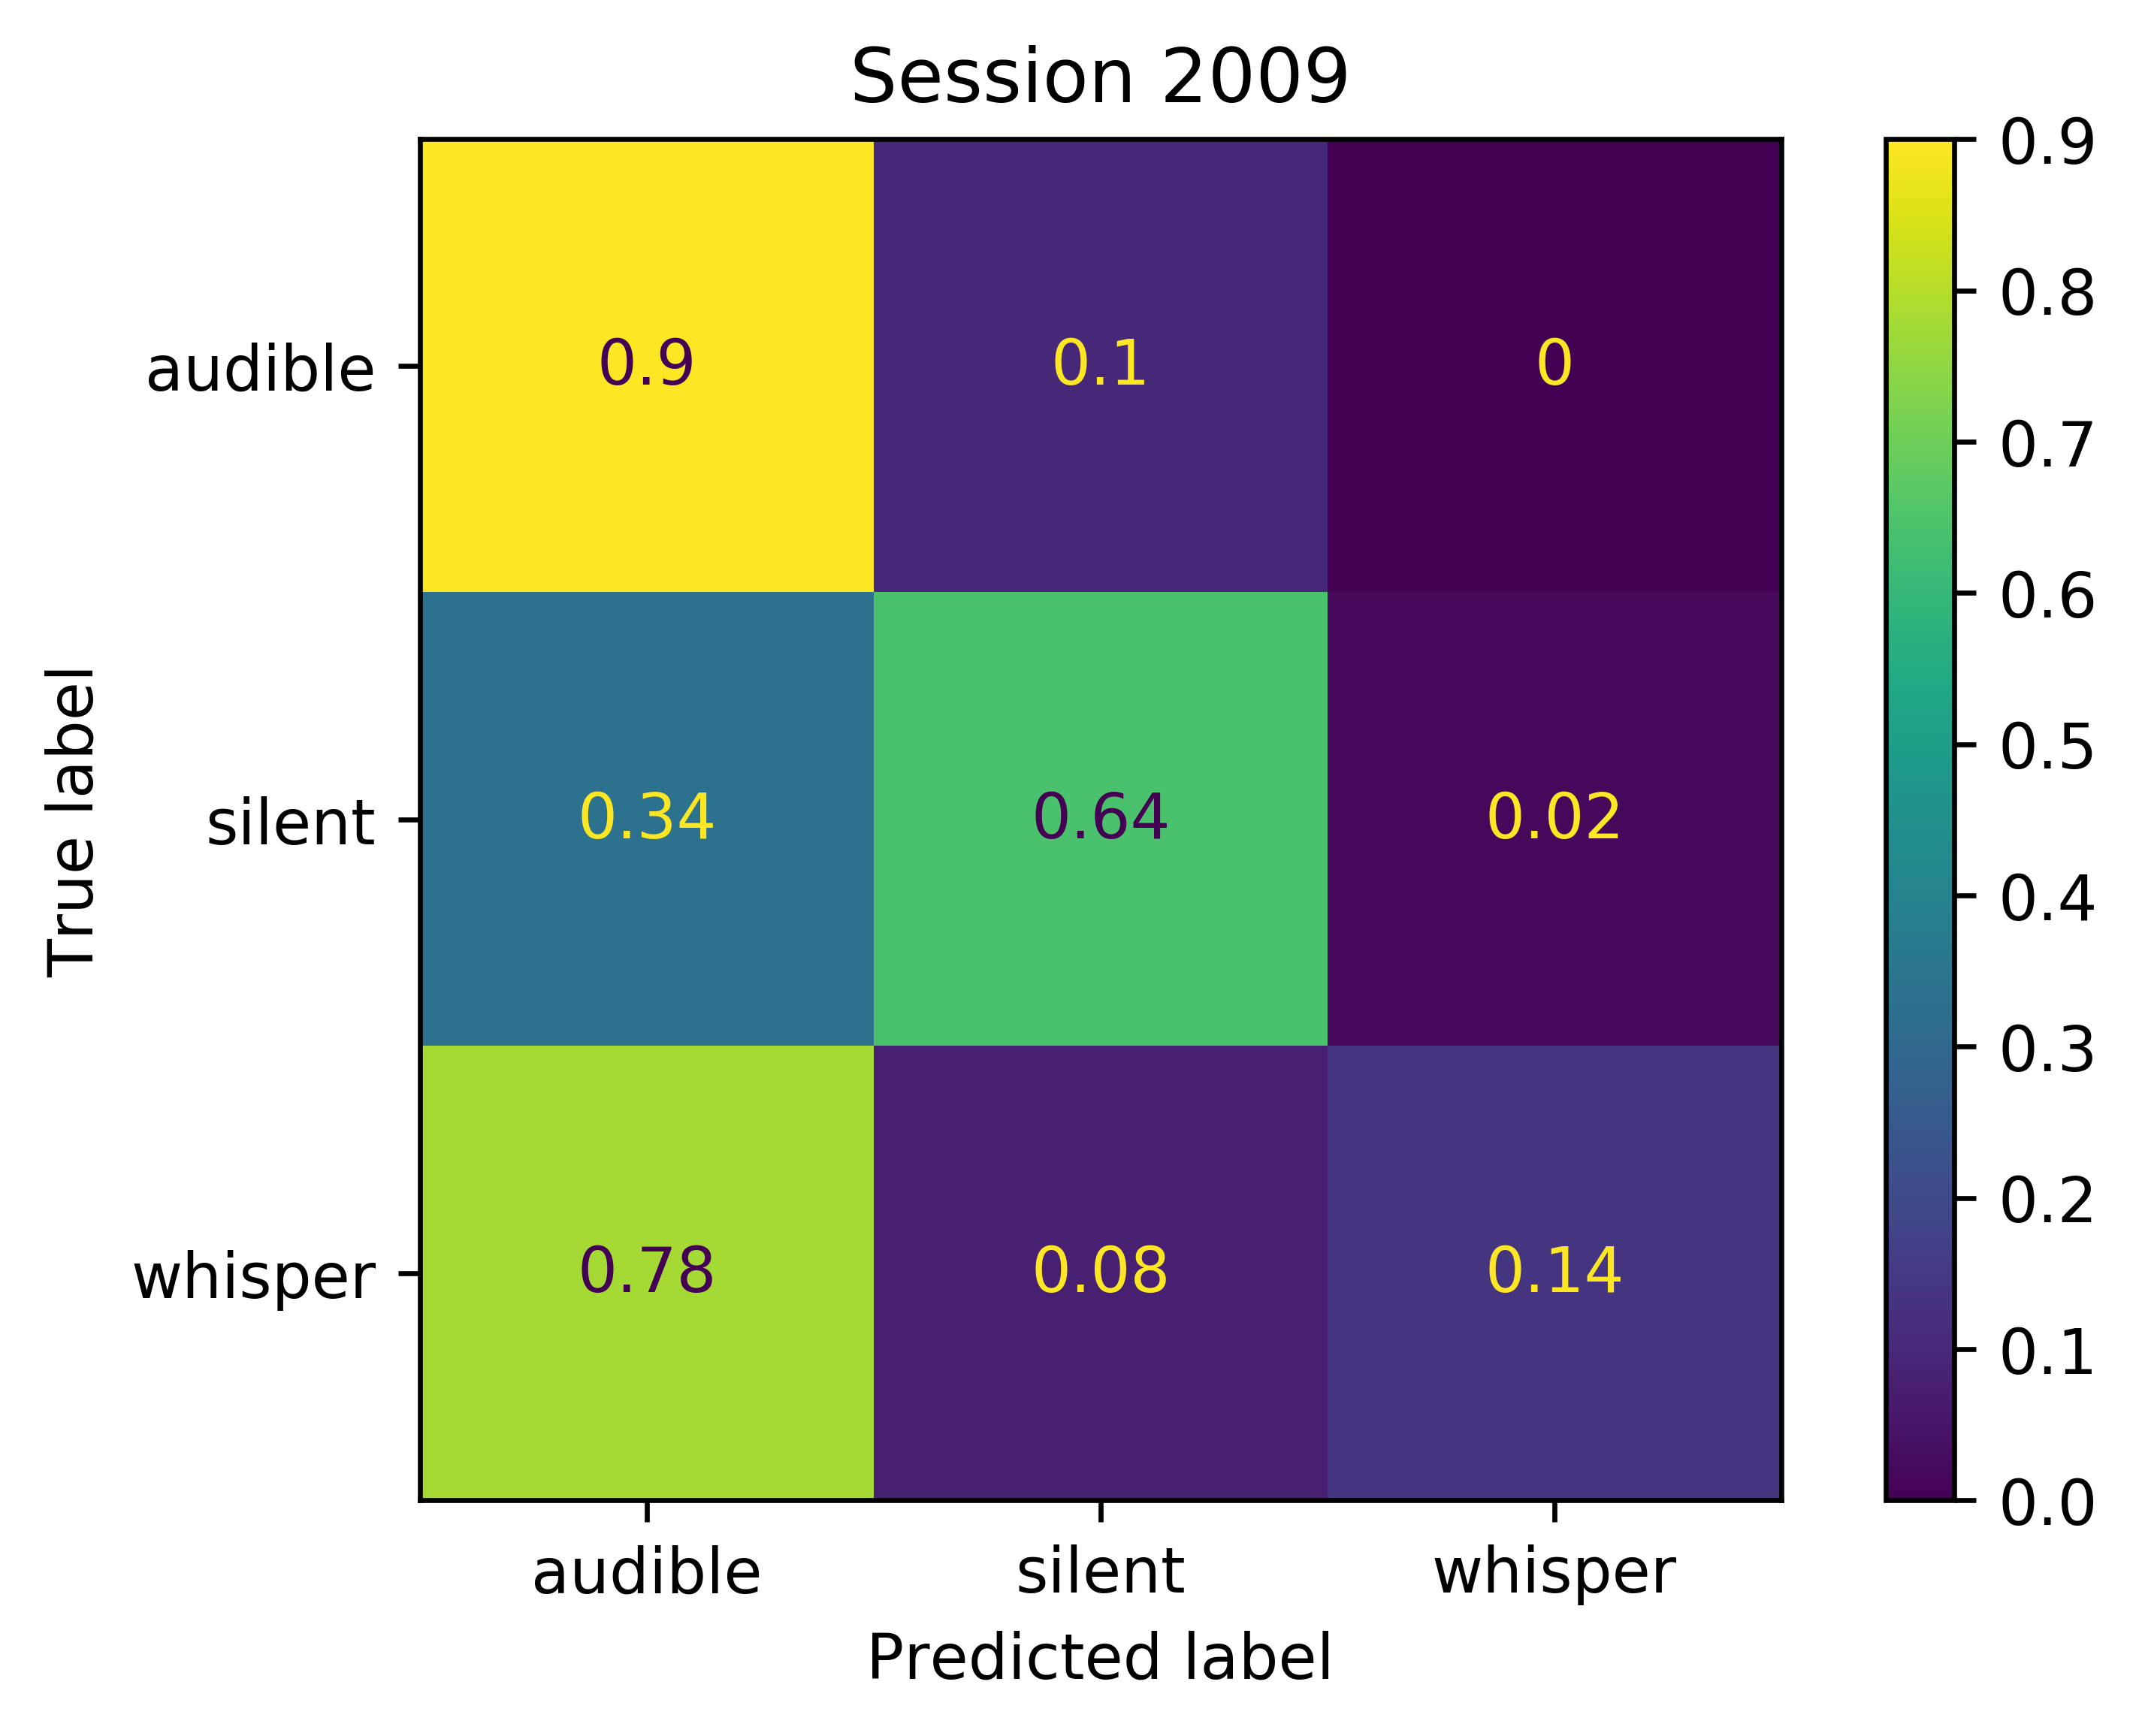 Session 2009
True label
audible
silent
whisper
0.9 0.1 0
0.34 0.64 0.02
0.78 0.08 0.14
audible silent whisper
Predicted label
0.9
0.8
0.7
0.6
0.5
0.4
0.3
0.2
0.1
0.0